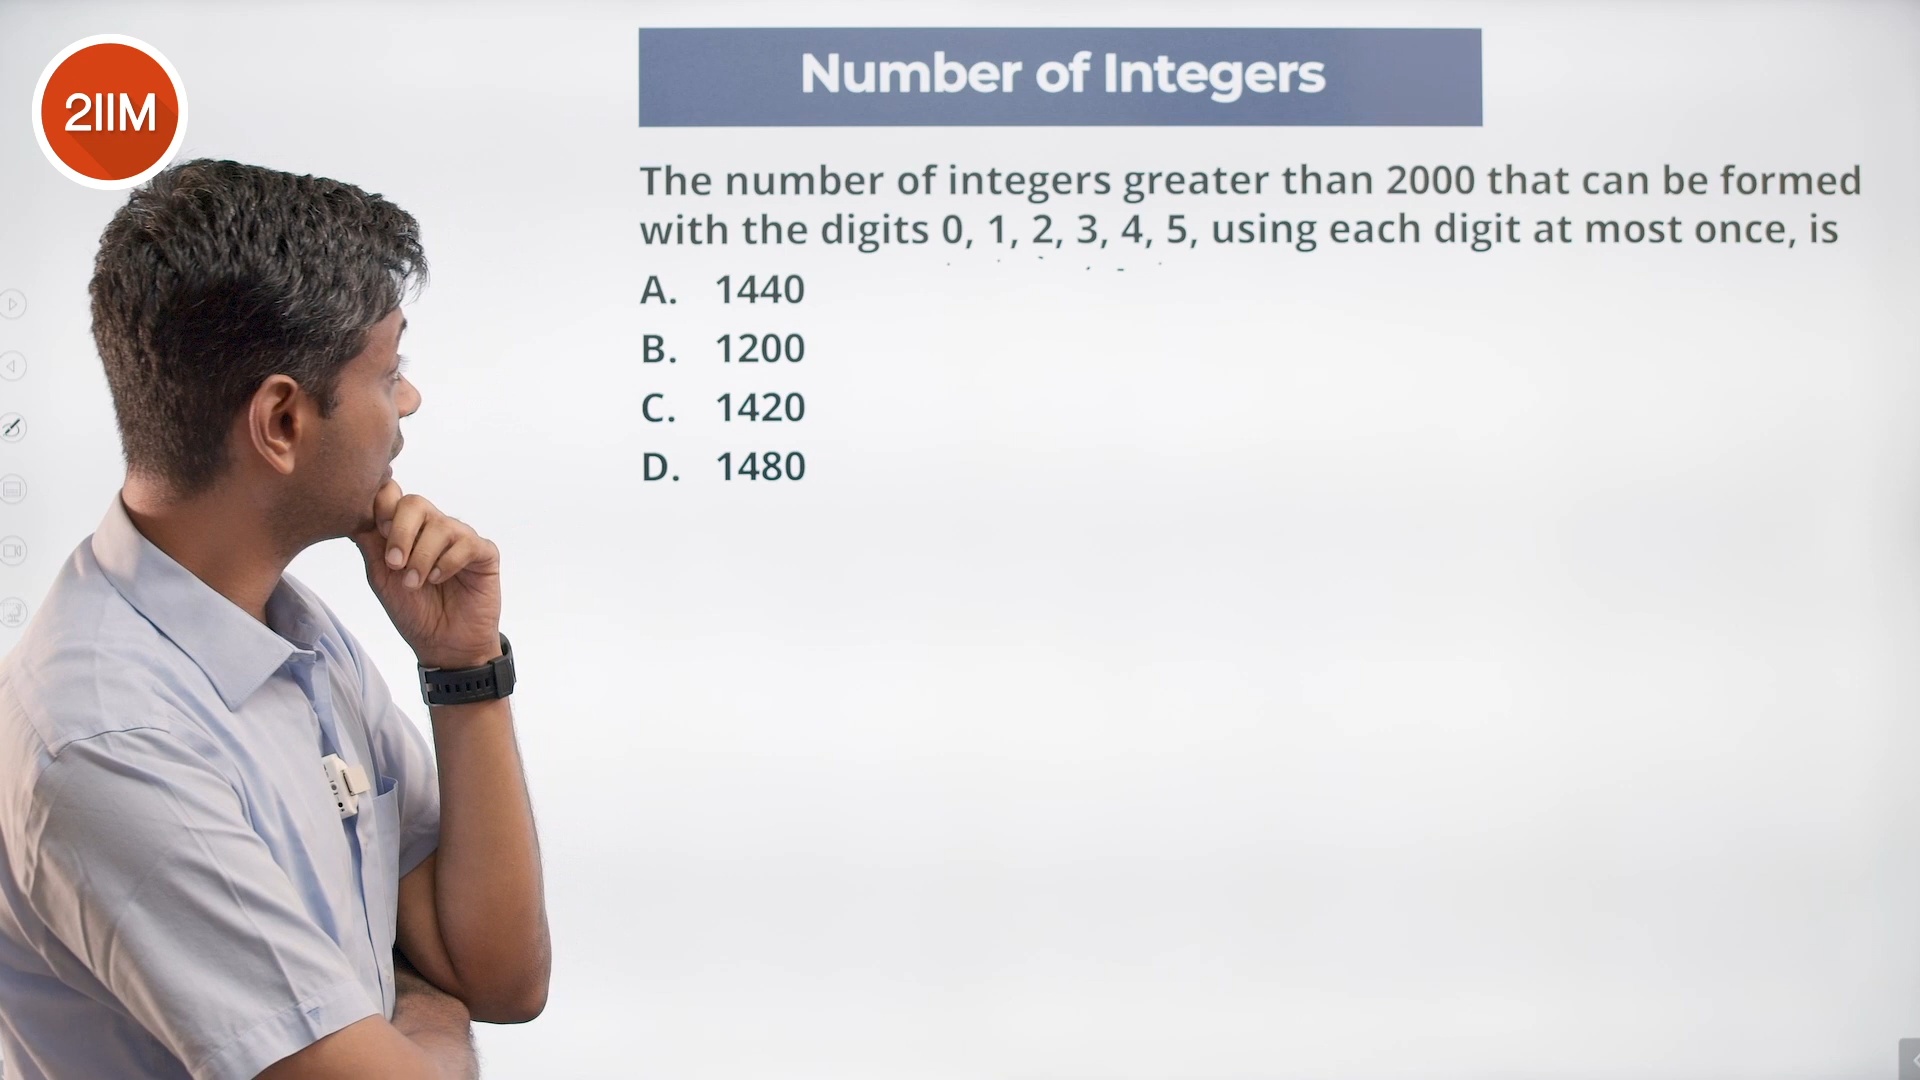 2IIM
Number of Integers
The number of integers greater than 2000 that can be formed
with the digits 0, 1, 2, 3, 4, 5, using each digit at most once, is
A. 1440
B. 1200
C. 1420
D. 1480